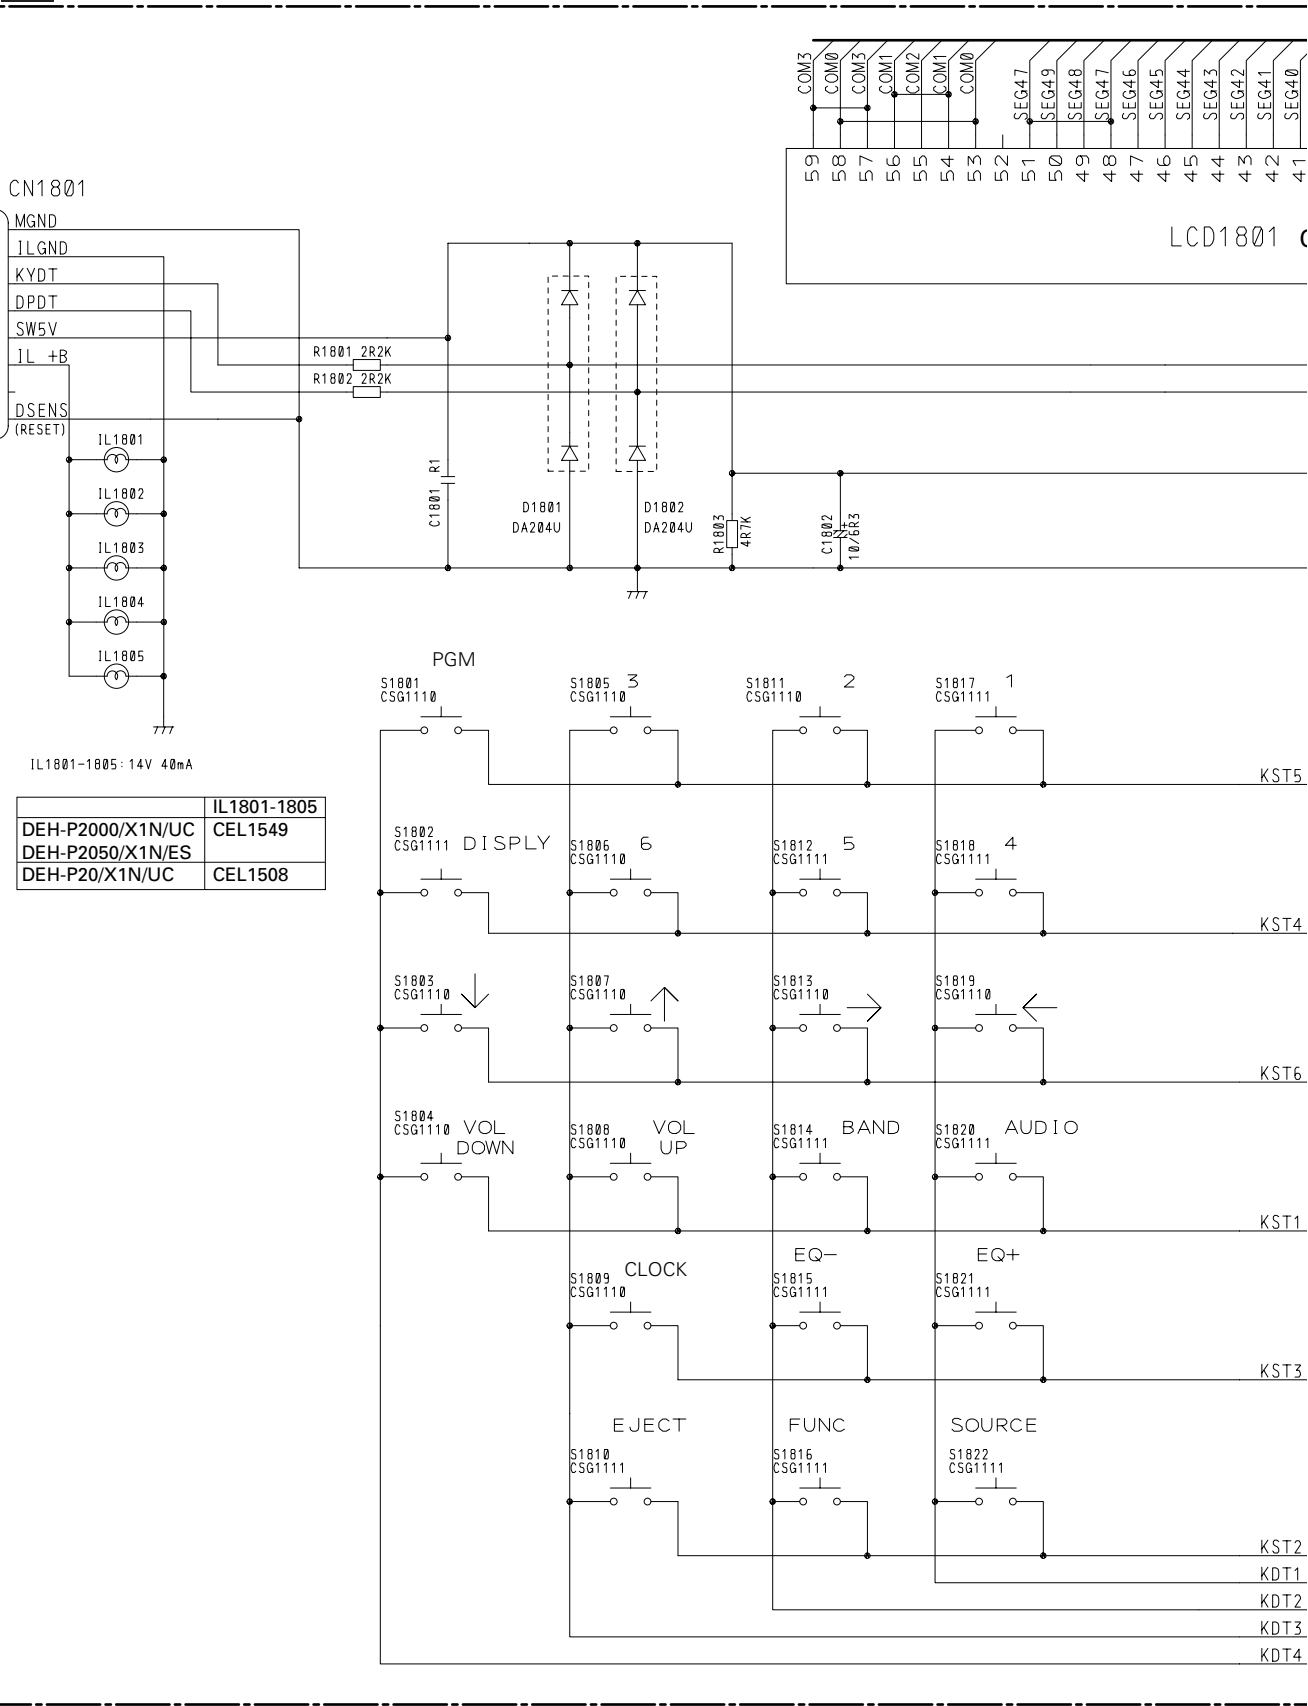 COM3
COM0
COM3
COM1
COM2
COM1
COM0
SEG47
SEG49
SEG48
SEG47
SEG46
SEG45
SEG44
SEG43
SEG42
SEG41
SEG40
59
58
57
56
55
54
53
52
51
50
49
48
47
46
45
44
43
42
41
LCD1801
CN1801
MGND
ILGND
KYDT
DPDT
SW5V
IL +B
DSENS
(RESET)
R1801 2R2K
R1802 2R2K
IL1801
IL1802
IL1803
IL1804
IL1805
C1801 R1
D1801
DA204U
D1802
DA204U
R1803
4R7K
C1802
10/6R3
IL1801-1805:14V 40mA
IL1801-1805
DEH-P2000/X1N/UC CEL1549
DEH-P2050/X1N/ES
DEH-P20/X1N/UC CEL1508
PGM
S1801
CSG1110
S1805 3
CSG1110
S1811 2
CSG1110
S1817 1
CSG1111
KST5
S1802
CSG1111 DISPLY
S1806 6
CSG1110
S1812 5
CSG1111
S1818 4
CSG1111
KST4
S1803
CSG1110
S1807
CSG1110
S1813
CSG1110
S1819
CSG1110
KST6
S1804
CSG1110
VOL
DOWN
S1808
CSG1110
VOL
UP
S1814
CSG1111
BAND
S1820
CSG1111
AUDIO
KST1
S1809
CSG1110
CLOCK
EQ-
S1815
CSG1111
EQ+
S1821
CSG1111
KST3
EJECT
S1810
CSG1111
FUNC
S1816
CSG1111
SOURCE
S1822
CSG1111
KST2
KDT1
KDT2
KDT3
KDT4